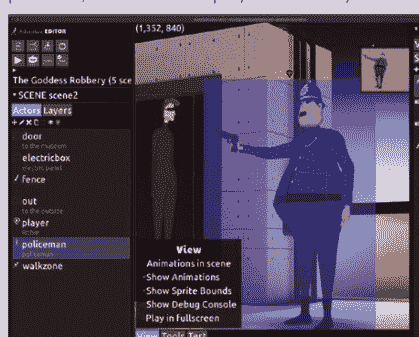 (1,352, 840)
EDITOR
The Goddess Robbery (5 sce
SCENE scene2
Actors Layers
door
to the museum
electricbox
electric panel
fence
out
to the outside
player
policeman
policeman
walkzone
View
Animations in scene
Show Animations
Show Sprite Bounds
Show Debug Console
Play in fullscreen
View Tools Test